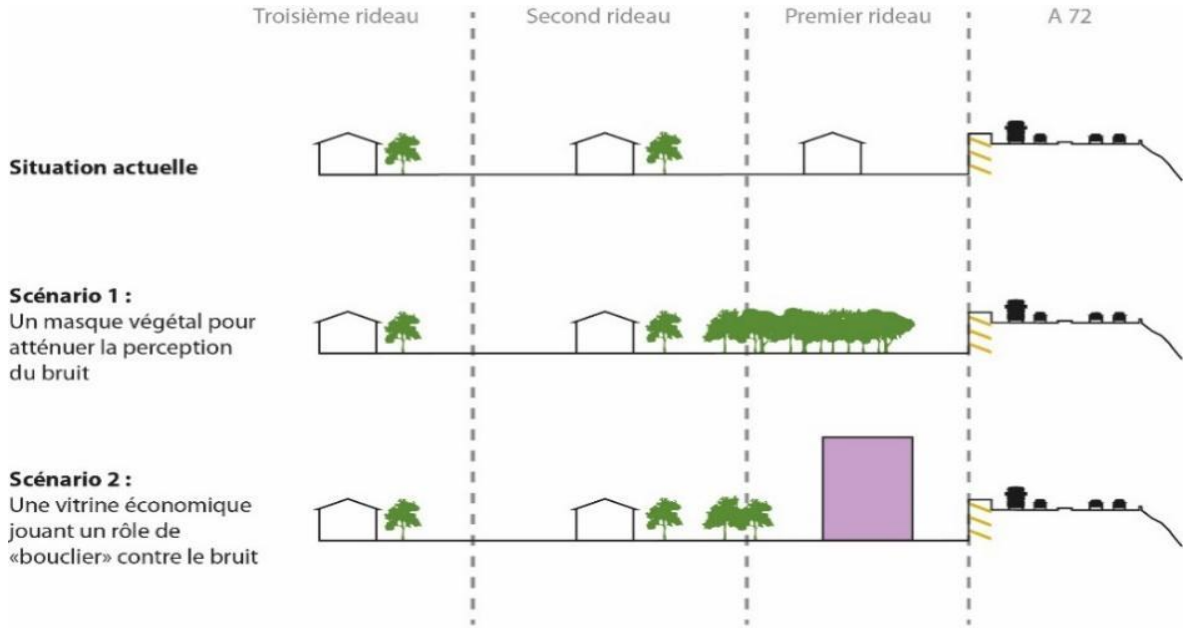 Troisième rideau Second rideau Premier rideau A 72
Situation actuelle
Scénario 1 :
Un masque végétal pour
atténuer la perception
du bruit
Scénario 2 :
Une vitrine économique
jouant un rôle de
«bouclier» contre le bruit